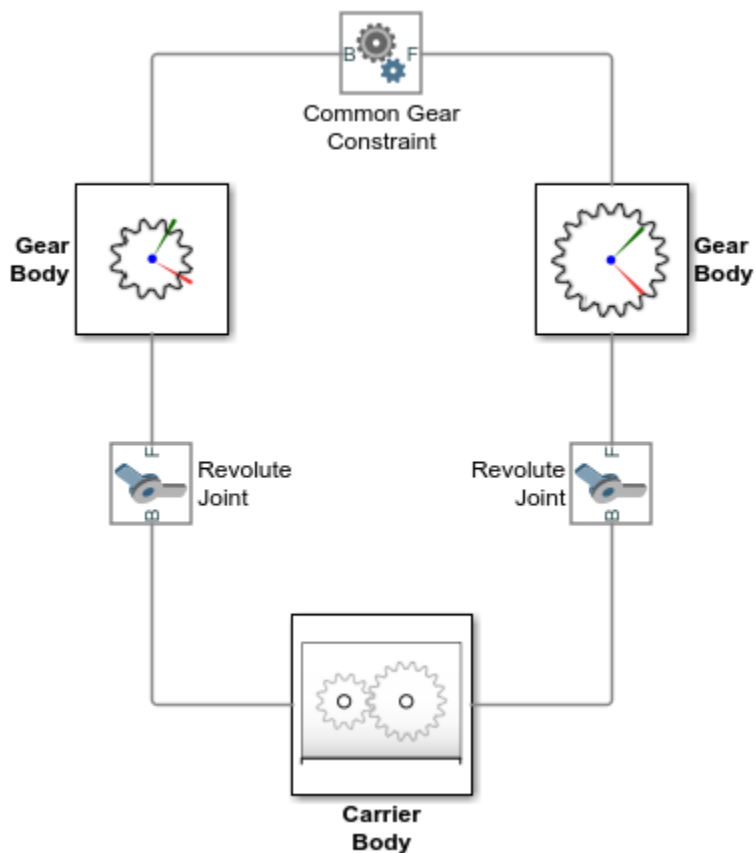 B F
Common Gear
Constraint
Gear
Body
Gear
Body
F
Revolute
Joint
B
F
Revolute
Joint
B
Carrier
Body